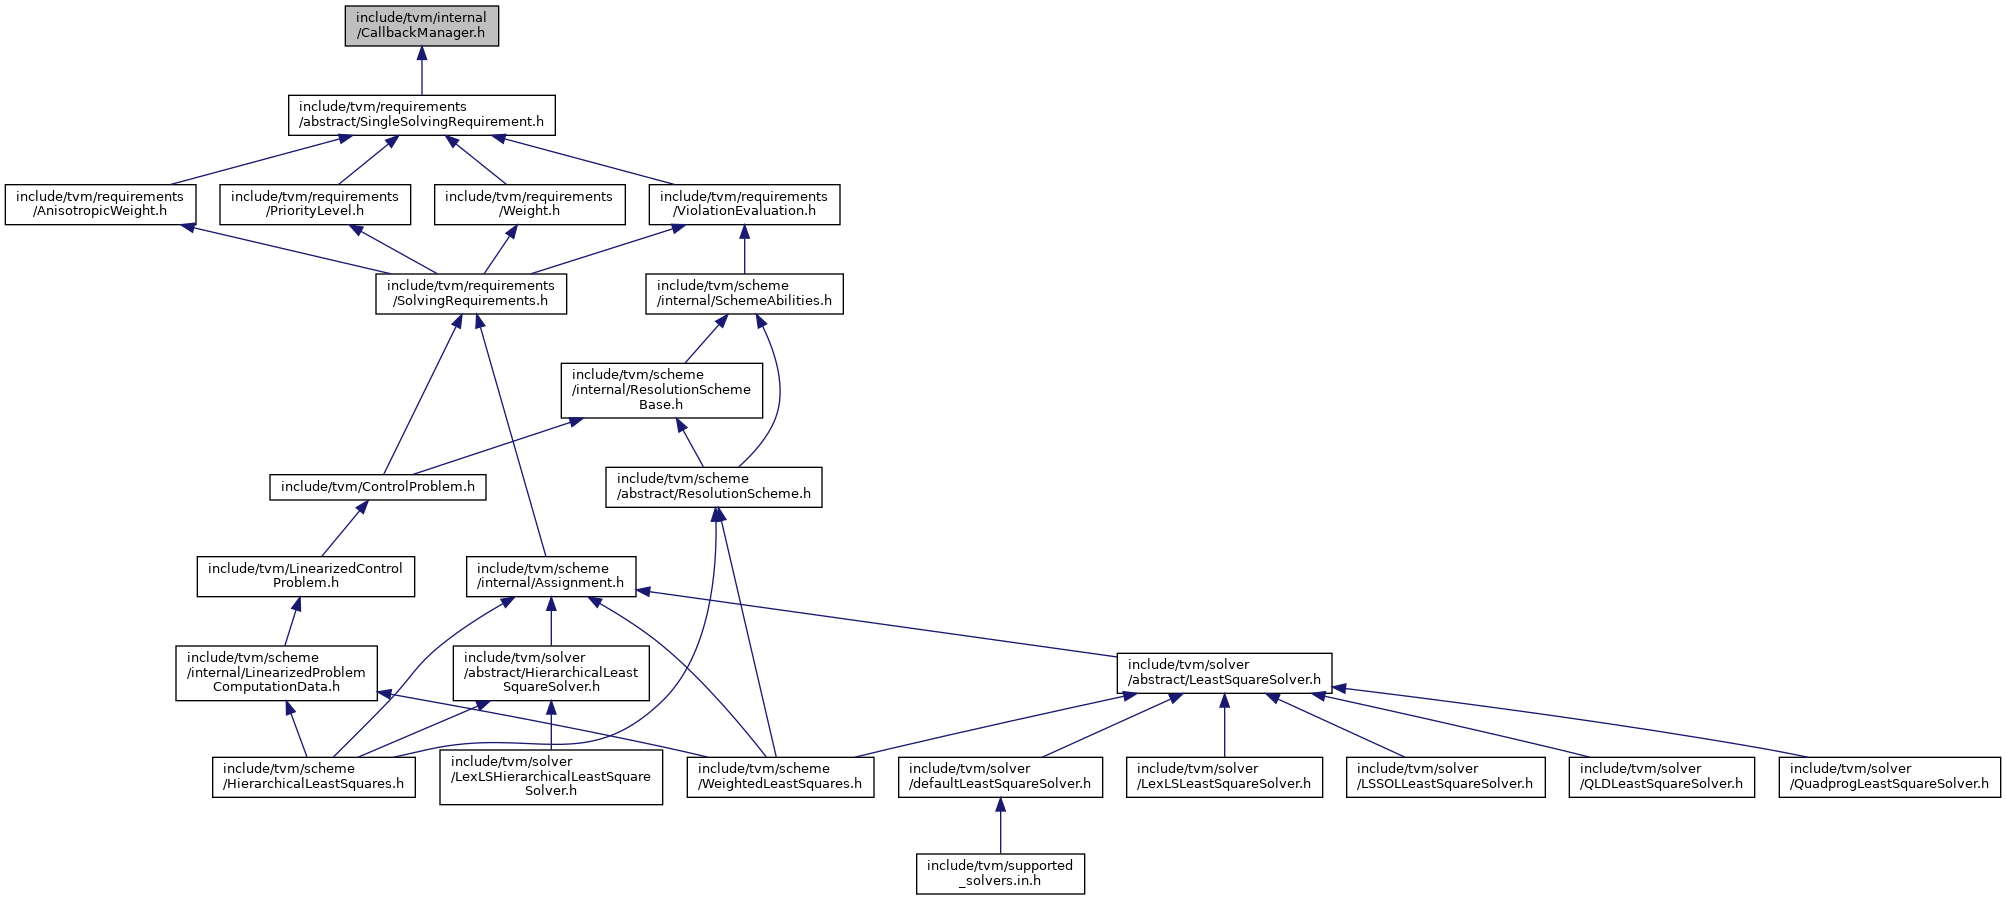 include/tvm/internal
/CallbackManager.h
include/tvm/requirements
/abstract/SingleSolvingRequirement.h
include/tvm/requirements
/AnisotropicWeight.h
include/tvm/requirements
/PriorityLevel.h
include/tvm/requirements
/Weight.h
include/tvm/requirements
/ViolationEvaluation.h
include/tvm/requirements
/SolvingRequirements.h
include/tvm/scheme
/internal/SchemeAbilities.h
include/tvm/scheme
/internal/ResolutionScheme
Base.h
include/tvm/ControlProblem.h
include/tvm/scheme
/abstract/ResolutionScheme.h
include/tvm/LinearizedControl
Problem.h
include/tvm/scheme
/internal/Assignment.h
include/tvm/scheme
/internal/LinearizedProblem
ComputationData.h
include/tvm/solver
/abstract/HierarchicalLeast
SquareSolver.h
include/tvm/solver
/abstract/LeastSquareSolver.h
include/tvm/scheme
/HierarchicalLeastSquares.h
include/tvm/solver
/LexLSHierarchicalLeastSquare
Solver.h
include/tvm/scheme
/WeightedLeastSquares.h
include/tvm/solver
/defaultLeastSquareSolver.h
include/tvm/solver
/LexLSLeastSquareSolver.h
include/tvm/solver
/LSSOLLeastSquareSolver.h
include/tvm/solver
/QLDLeastSquareSolver.h
include/tvm/solver
/QuadprogLeastSquareSolver.h
include/tvm/supported
_solvers.in.h